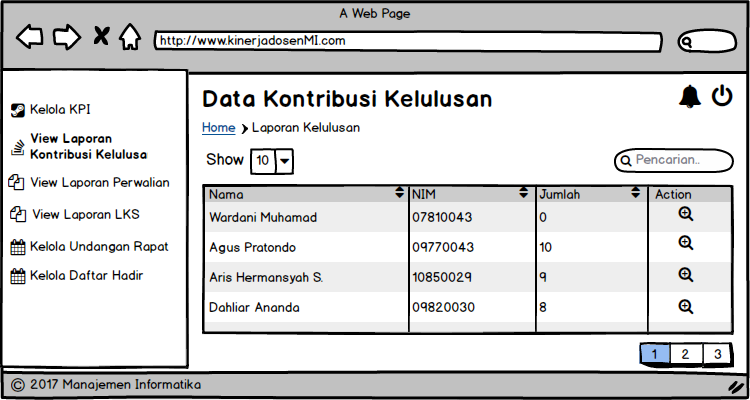 A Web Page
http://www.kinerjadosenMI.com
Kelola KPI
View Laporan
Kontribusi Kelulusa
View Laporan Perwalian
View Laporan LKS
Kelola Undangan Rapat
Kelola Daftar Hadir
Data Kontribusi Kelulusan
Home Laporan Kelulusan
Show 10
Pencarian..
Nama NIM Jumlah Action
Wardani Muhamad 07810043 0
Agus Pratondo 09770043 10
Aris Hermansyah S. 10850029 9
Dahliar Ananda 09820030 8
1 2 3
© 2017 Manajemen Informatika